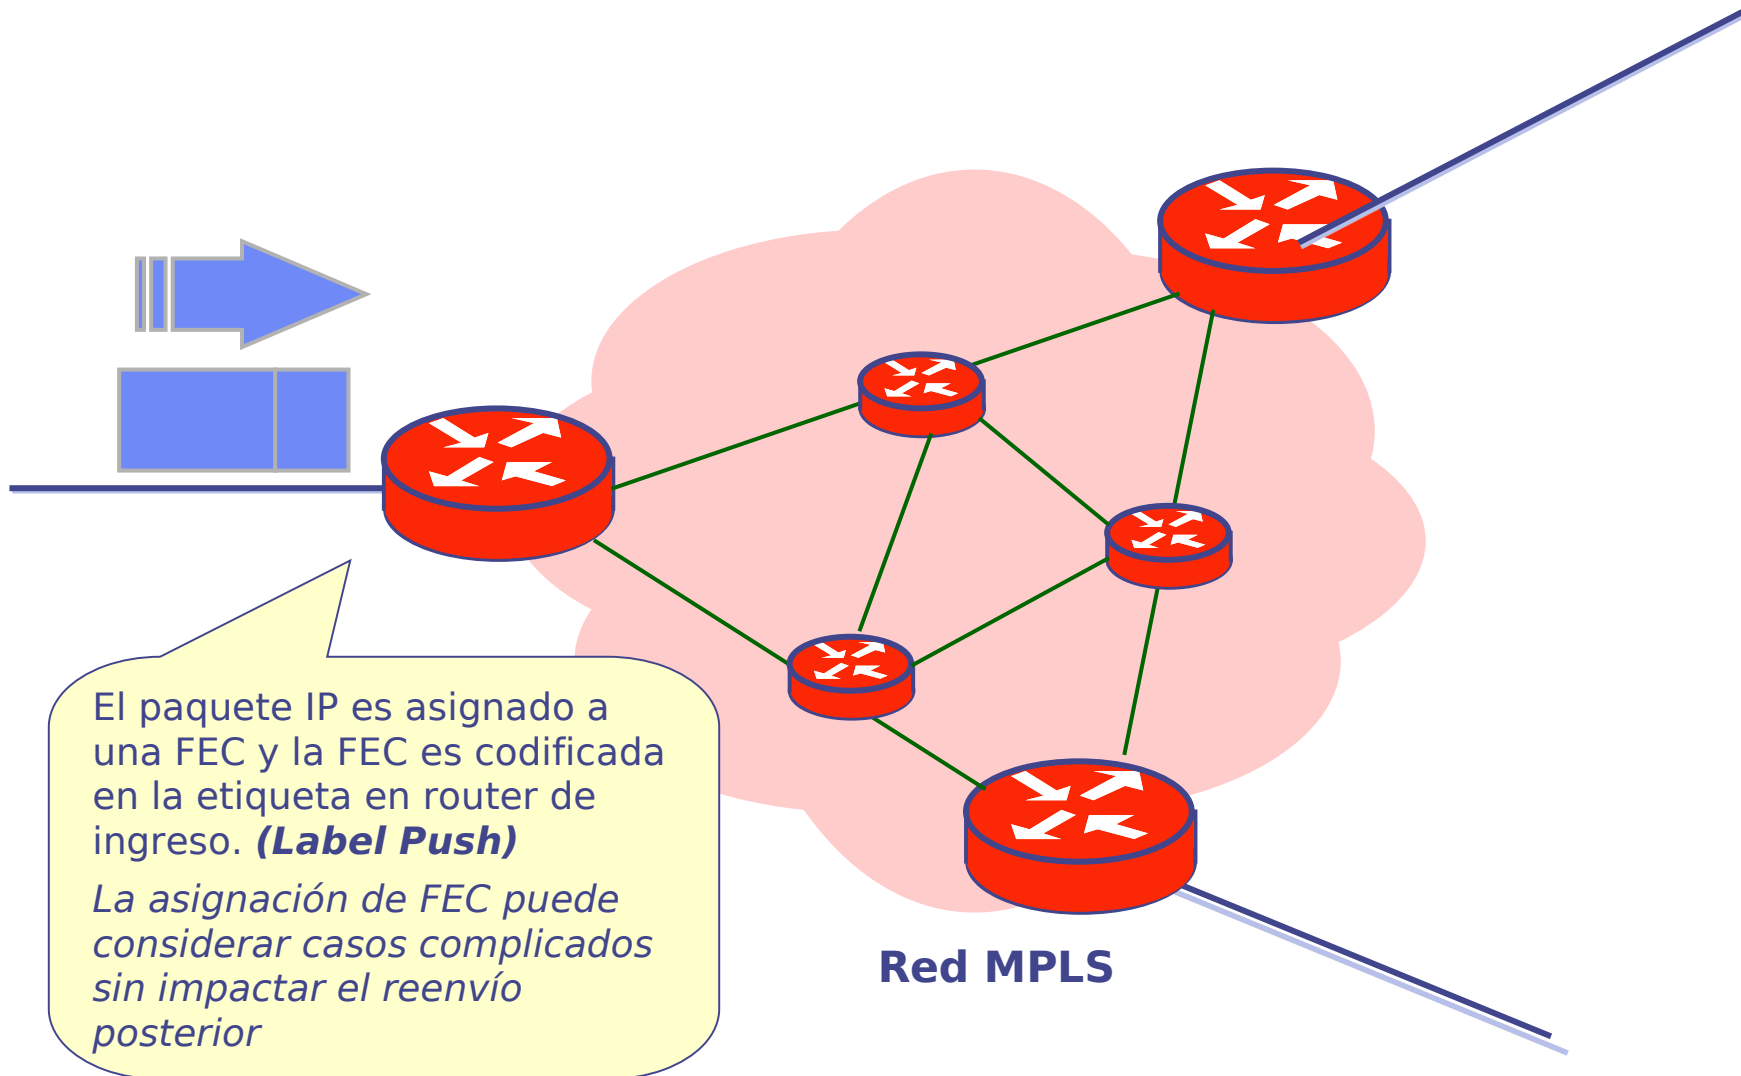 El paquete IP es asignado a
una FEC y la FEC es codificada
en la etiqueta en router de
ingreso. (Label Push)
La asignación de FEC puede
considerar casos complicados
sin impactar el reenvío
posterior
Red MPLS